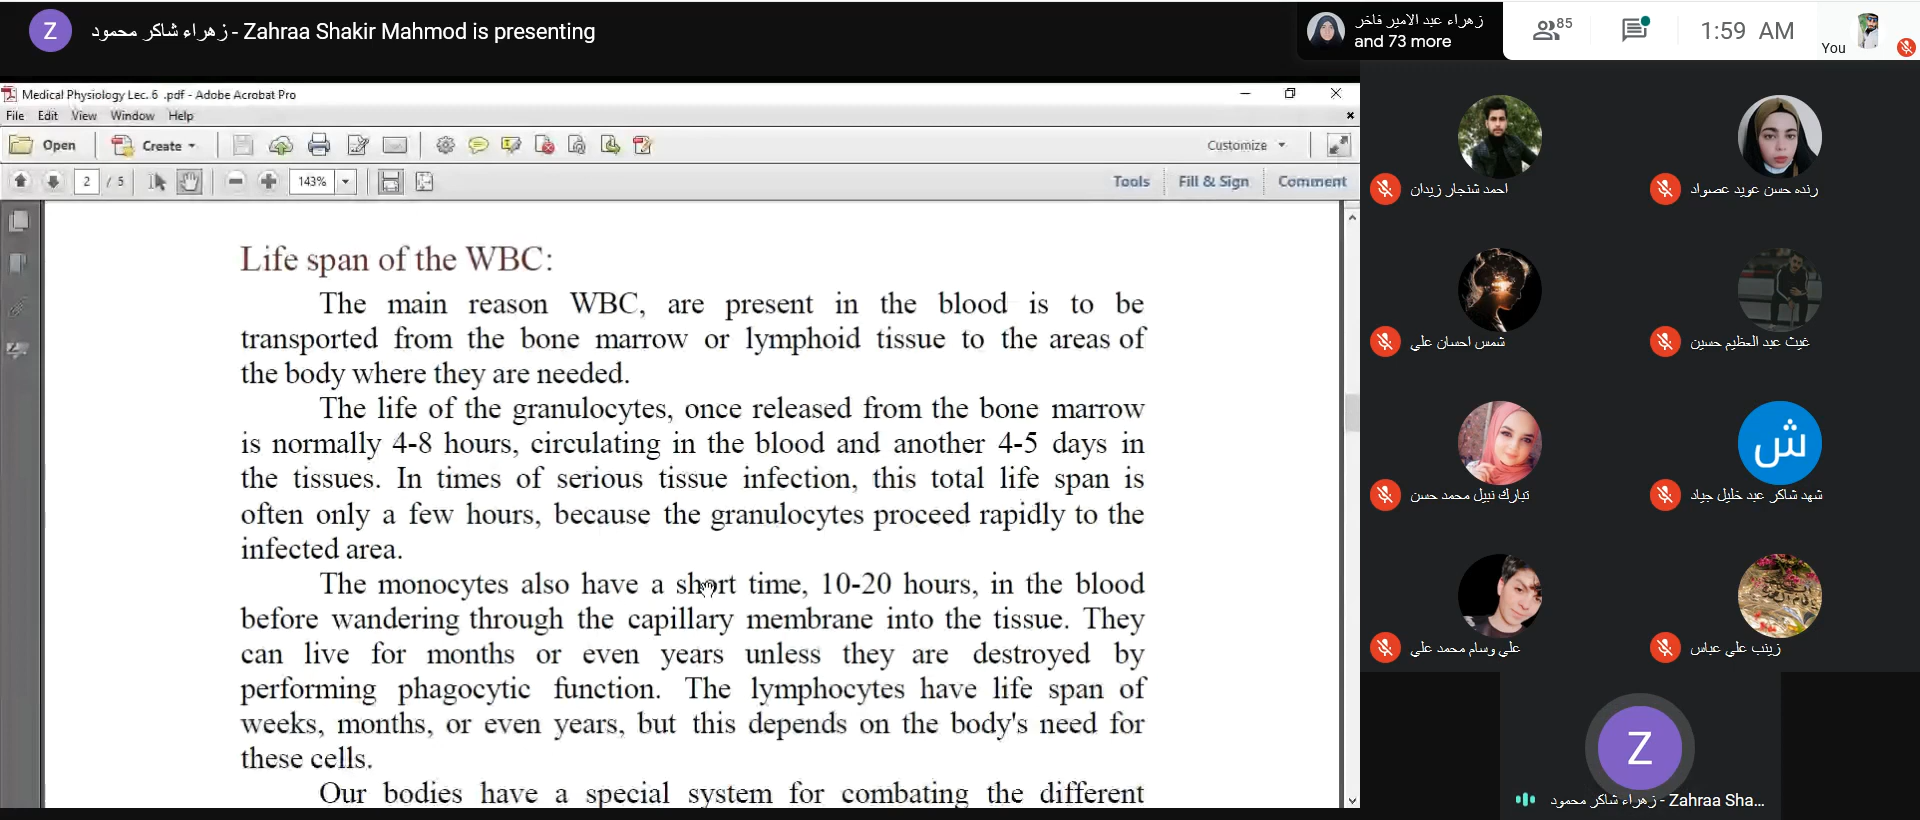 Z
زهراء شاكر محمود - Zahraa Shakir Mahmod is presenting
زهراء عبد الامير فاخر
and 73 more
85
1:59 AM
You
Medical Physiology Lec. 6 .pdf - Adobe Acrobat Pro
File Edit View Window Help
Open Create Customize
2 / 5 143% Tools Fill & Sign Comment
Life span of the WBC:
The main reason WBC, are present in the blood is to be
transported from the bone marrow or lymphoid tissue to the areas of
the body where they are needed.
The life of the granulocytes, once released from the bone marrow
is normally 4-8 hours, circulating in the blood and another 4-5 days in
the tissues. In times of serious tissue infection, this total life span is
often only a few hours, because the granulocytes proceed rapidly to the
infected area.
The monocytes also have a short time, 10-20 hours, in the blood
before wandering through the capillary membrane into the tissue. They
can live for months or even years unless they are destroyed by
performing phagocytic function. The lymphocytes have life span of
weeks, months, or even years, but this depends on the body's need for
these cells.
Our bodies have a special system for combating the different
احمد شنجار زيدان
رنده حسن عويد عصواد
شمس احسان علي
غيث عبد العظيم حسين
تبارك نبيل محمد حسن
ش
شهد شاكر عبد خليل جياد
علي وسام محمد علي
زينب علي عباس
Z
زهراء شاكر محمود - Zahraa Sha...